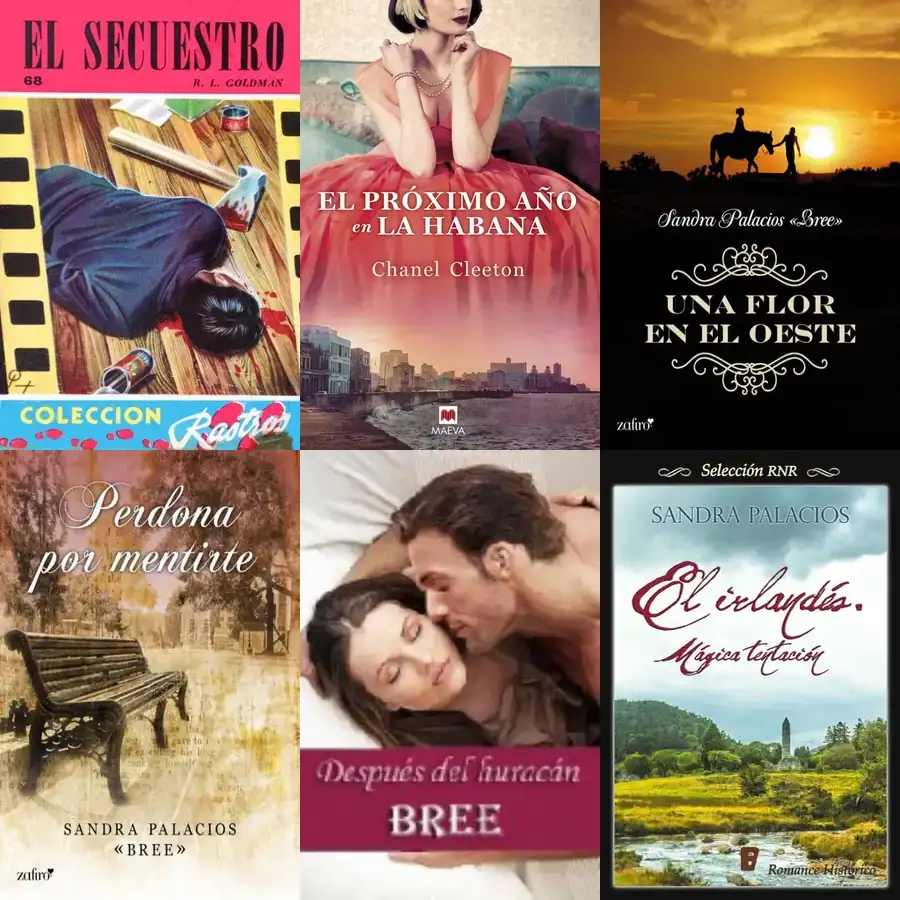 EL SECUESTRO
68
R. L. GOLDMAN
COLECCION
Rastros
EL PRÓXIMO AÑO
en LA HABANA
Chanel Cleeton
MAEVA
Sandra Palacios «Bree»
UNA FLOR
EN EL OESTE
zafiro
Perdona
por mentirte
SANDRA PALACIOS
«BREE»
zafiro
Después del huracán
BREE
Selección RNR
SANDRA PALACIOS
El irlandés.
Mágica tentación
B
Romance Histórico